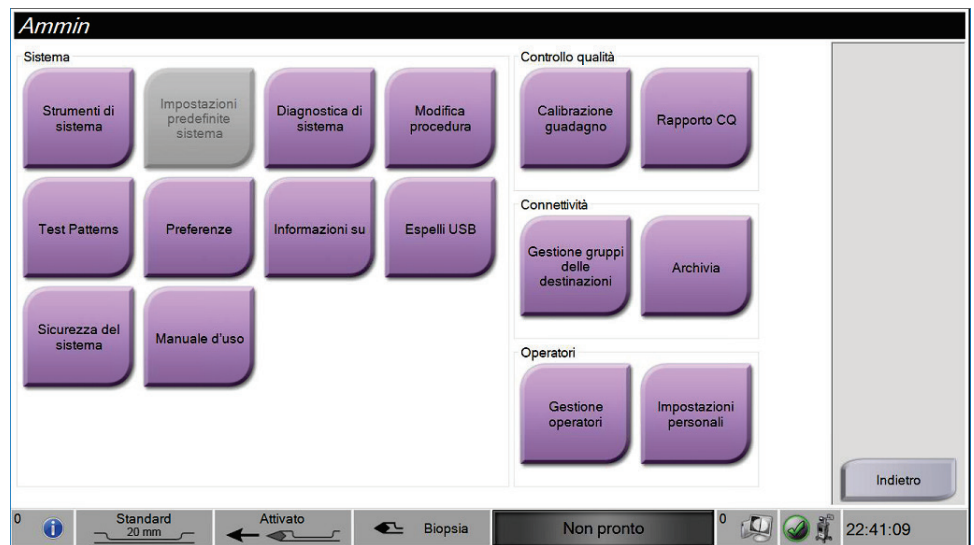 Ammin
Sistema
Strumenti di
sistema
Impostazioni
predefinite
sistema
Diagnostica di
sistema
Modifica
procedura
Test Patterns
Preferenze
Informazioni su
Espelli USB
Sicurezza del
sistema
Manuale d'uso
Controllo qualità
Calibrazione
guadagno
Rapporto CQ
Connettività
Gestione gruppi
delle
destinazioni
Archivia
Operatori
Gestione
operatori
Impostazioni
personali
Indietro
0
Standard
20 mm
Attivato
Biopsia
Non pronto
0
22:41:09